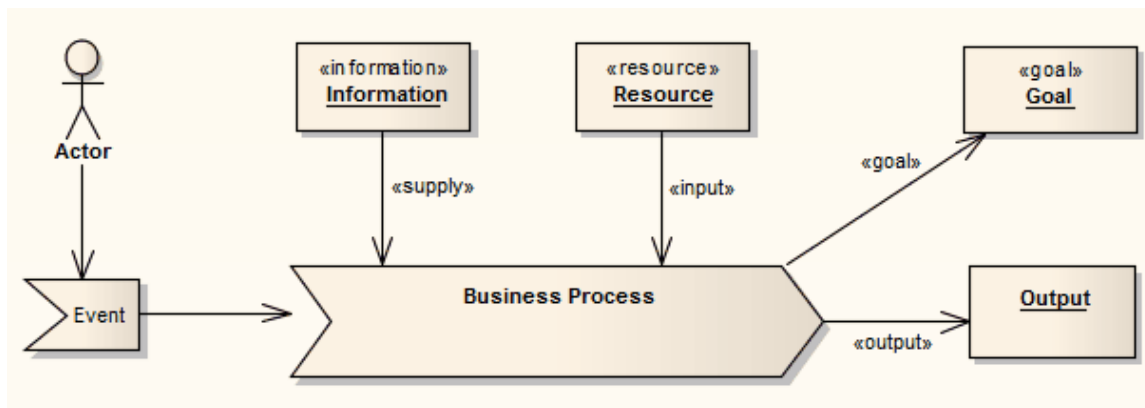 «information»
Information
«resource»
Resource
«goal»
Goal
Actor
«supply»
«input»
«goal»
Event
Business Process
Output
«output»